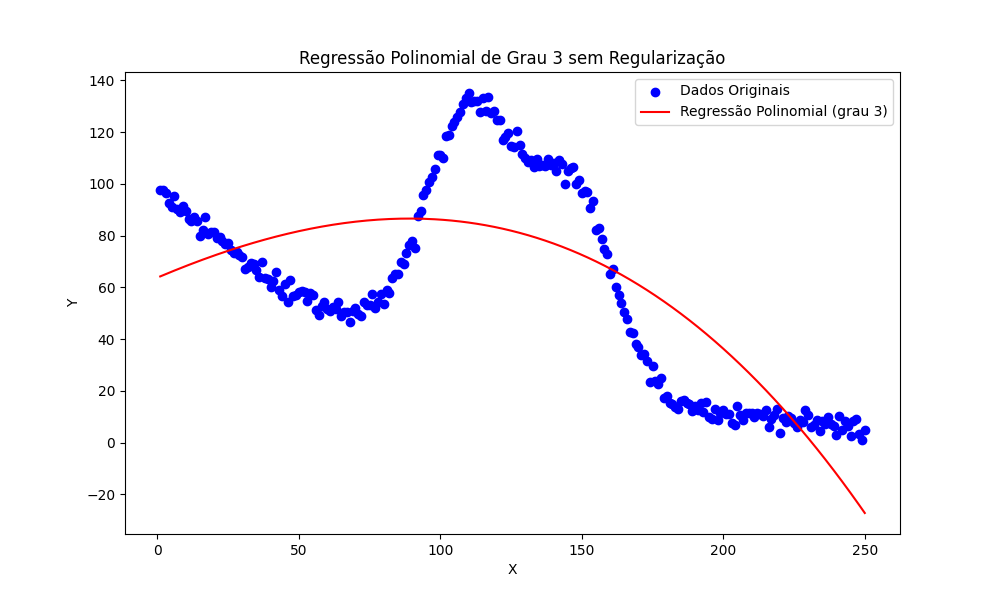 Regressão Polinomial de Grau 3 sem Regularização
Dados Originais
Regressão Polinomial (grau 3)
Y
140
120
100
80
60
40
20
0
−20
0 50 100 150 200 250
X